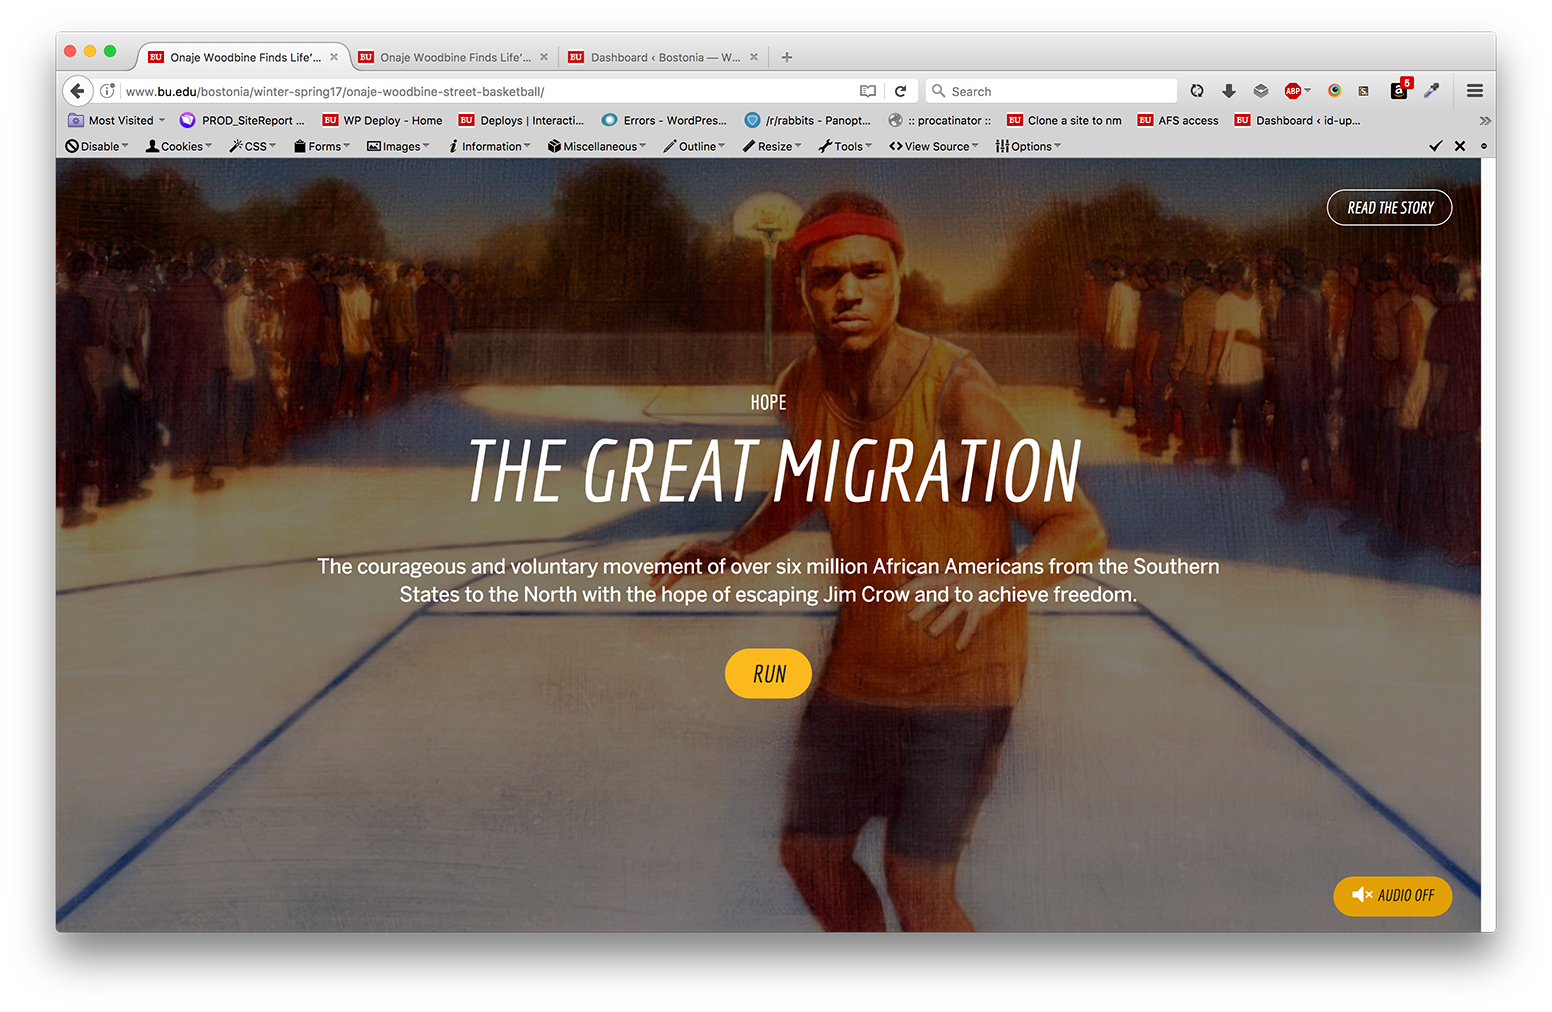 BU Onaje Woodbine Finds Life'...
BU Onaje Woodbine Finds Life'...
BU Dashboard ‹ Bostonia — W...
www.bu.edu/bostonia/winter-spring17/onaje-woodbine-street-basketball/
Search
ABP
S
a
5
Most Visited
PROD_SiteReport ...
BU WP Deploy - Home
BU Deploys | Interacti...
Errors - WordPres...
/r/rabbits - Panopt...
:: procatinator ::
BU Clone a site to nm
BU AFS access
BU Dashboard ‹ id-up...
Disable
Cookies
CSS
Forms
Images
Information
Miscellaneous
Outline
Resize
Tools
View Source
Options
READ THE STORY
HOPE
THE GREAT MIGRATION
The courageous and voluntary movement of over six million African Americans from the Southern
States to the North with the hope of escaping Jim Crow and to achieve freedom.
RUN
AUDIO OFF